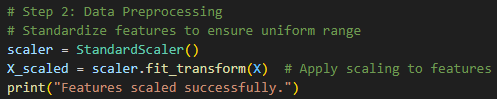 # Step 2: Data Preprocessing
# Standardize features to ensure uniform range
scaler = StandardScaler()
X_scaled = scaler.fit_transform(X)  # Apply scaling to features
print("Features scaled successfully.")